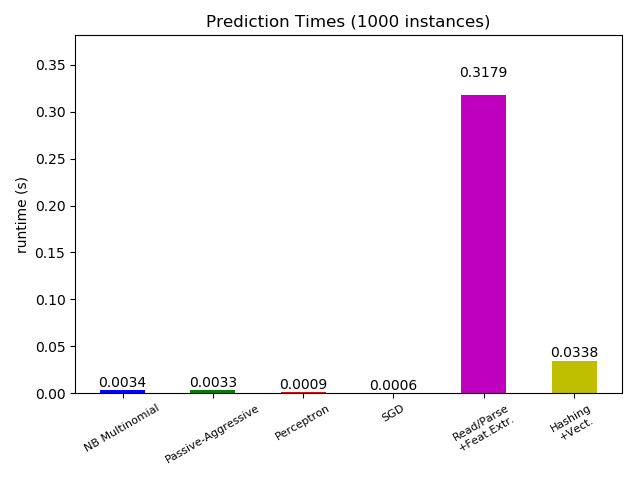 Prediction Times (1000 instances)
runtime (s)
0.35
0.30
0.25
0.20
0.15
0.10
0.05
0.00
0.0034
0.0033
0.0009
0.0006
0.3179
0.0338
NB Multinomial
Passive-Aggressive
Perceptron
SGD
Read/Parse
+Feat.Extr.
Hashing
+Vect.